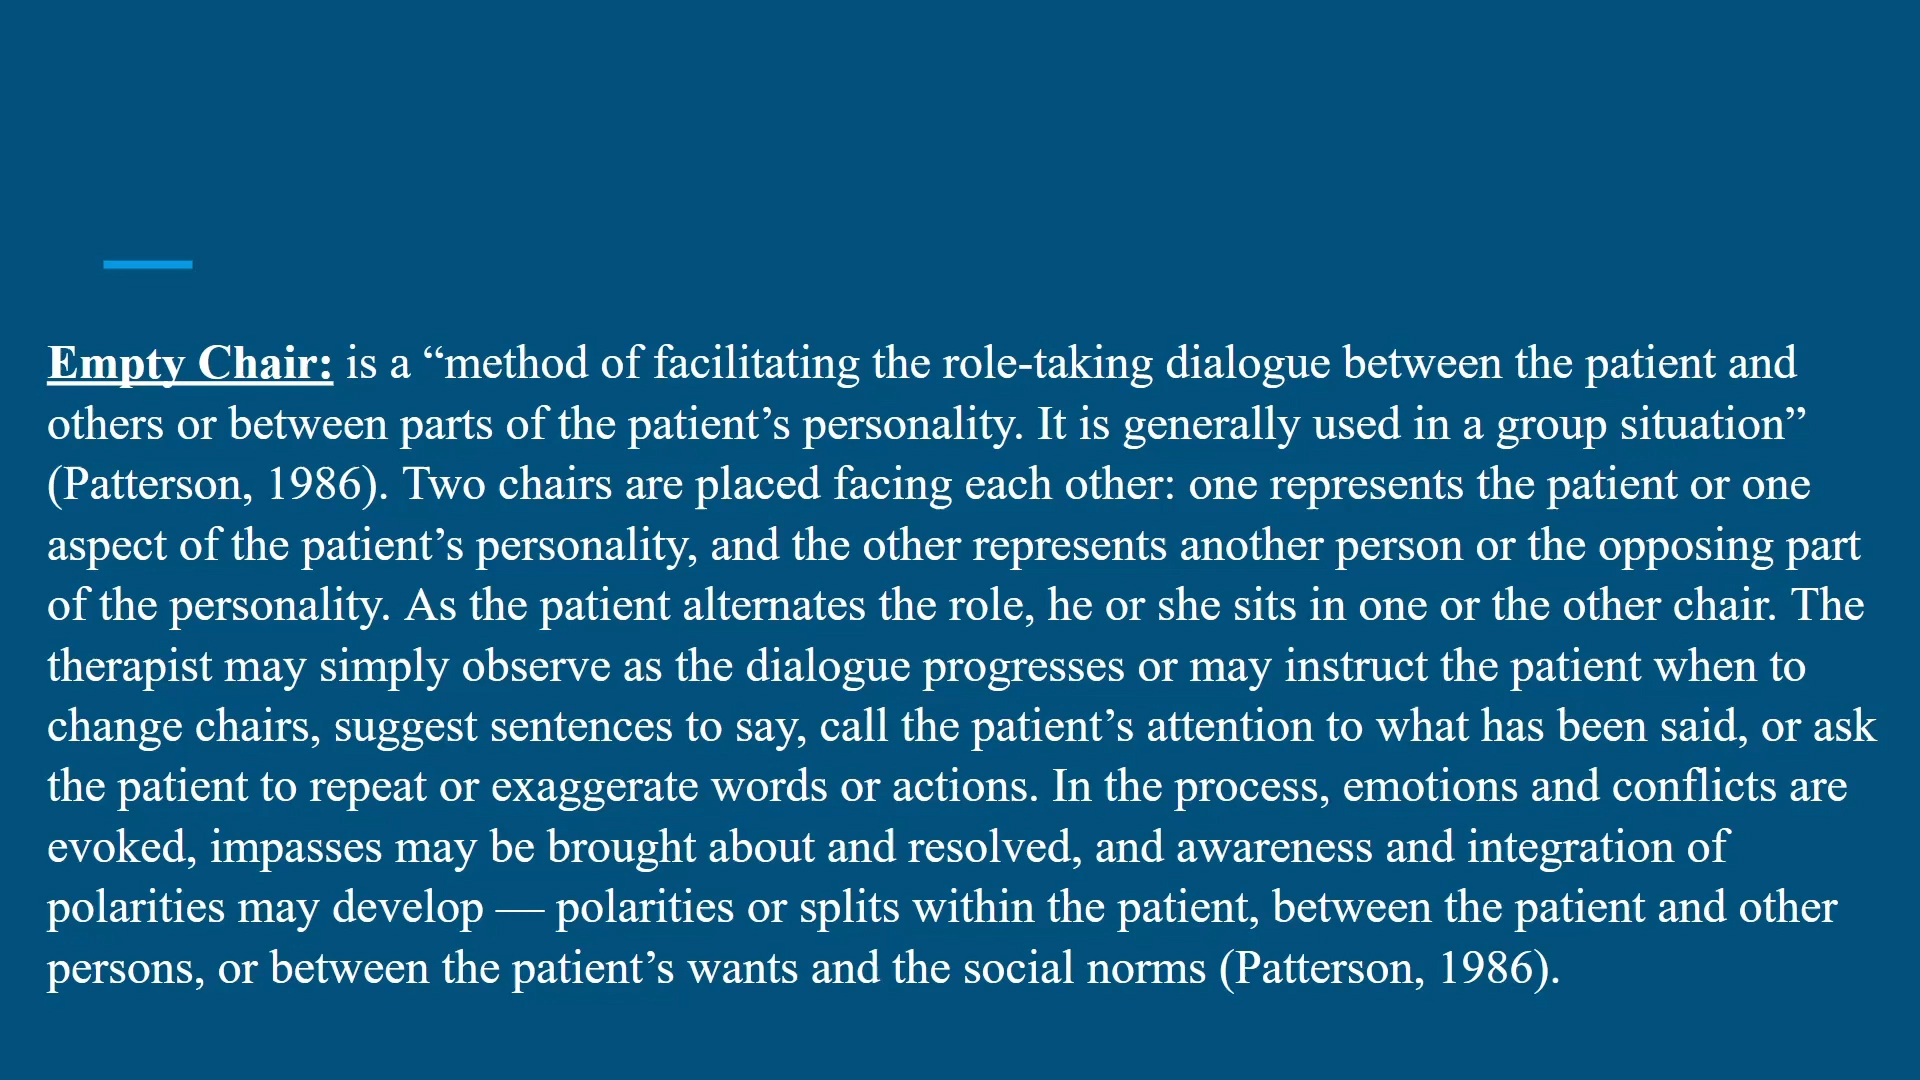 Empty Chair: is a “method of facilitating the role-taking dialogue between the patient and
others or between parts of the patient’s personality. It is generally used in a group situation”
(Patterson, 1986). Two chairs are placed facing each other: one represents the patient or one
aspect of the patient’s personality, and the other represents another person or the opposing part
of the personality. As the patient alternates the role, he or she sits in one or the other chair. The
therapist may simply observe as the dialogue progresses or may instruct the patient when to
change chairs, suggest sentences to say, call the patient’s attention to what has been said, or ask
the patient to repeat or exaggerate words or actions. In the process, emotions and conflicts are
evoked, impasses may be brought about and resolved, and awareness and integration of
polarities may develop — polarities or splits within the patient, between the patient and other
persons, or between the patient’s wants and the social norms (Patterson, 1986).